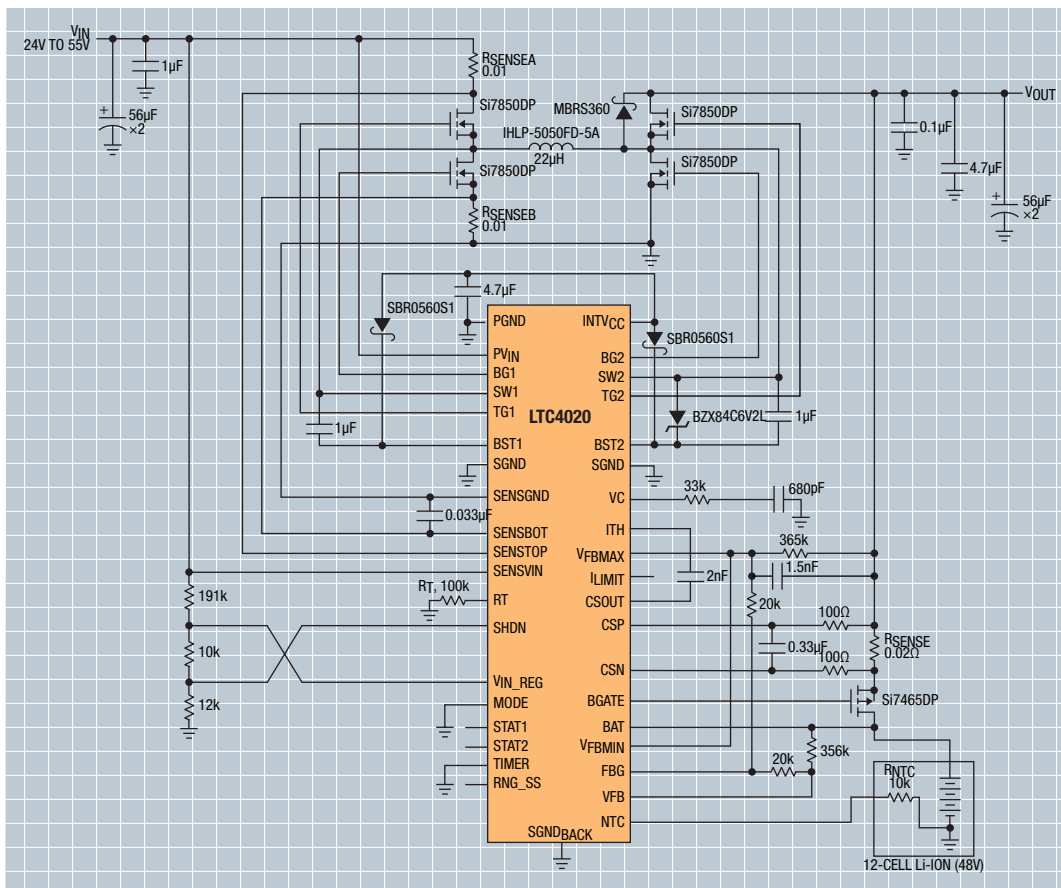 VIN
24V TO 55V
1µF
56µF
×2
RSENSEA
0.01
Si7850DP
MBRS360
Si7850DP
VOUT
0.1µF
4.7µF
56µF
×2
IHLP-5050FD-5A
22µH
Si7850DP
Si7850DP
RSENSEB
0.01
SBR0560S1
4.7µF
SBR0560S1
LTC4020
PGND
PVIN
BG1
SW1
TG1
BST1
SGND
SENSGND
SENSBOT
SENSTOP
SENSVIN
RT
SHDN
VIN_REG
MODE
STAT1
STAT2
TIMER
RNG_SS
SGNDBACK
INTVCC
BG2
SW2
TG2
BST2
SGND
VC
ITH
VFBMAX
ILIMIT
CSOUT
CSP
CSN
BGATE
BAT
VFBMIN
FBG
VFB
NTC
1µF
BZX84C6V2L
1µF
0.033µF
33k
680pF
365k
1.5nF
2nF
20k
RT, 100k
191k
10k
12k
100Ω
0.33µF
100Ω
RSENSE
0.02Ω
Si7465DP
356k
20k
RNTC
10k
12-CELL Li-ION (48V)